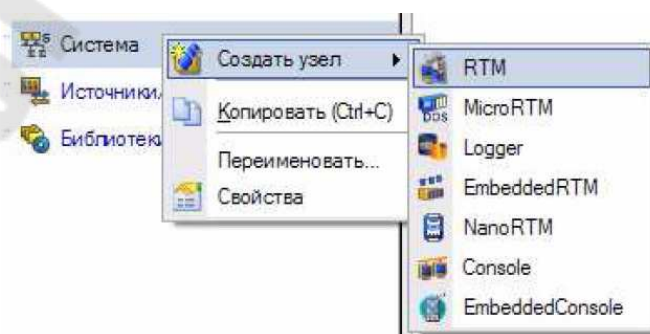 Система
Источники
Библиотеки
Создать узел
Копировать (Ctrl+C)
Переименовать...
Свойства
RTM
MicroRTM
Logger
EmbeddedRTM
NanoRTM
Console
EmbeddedConsole